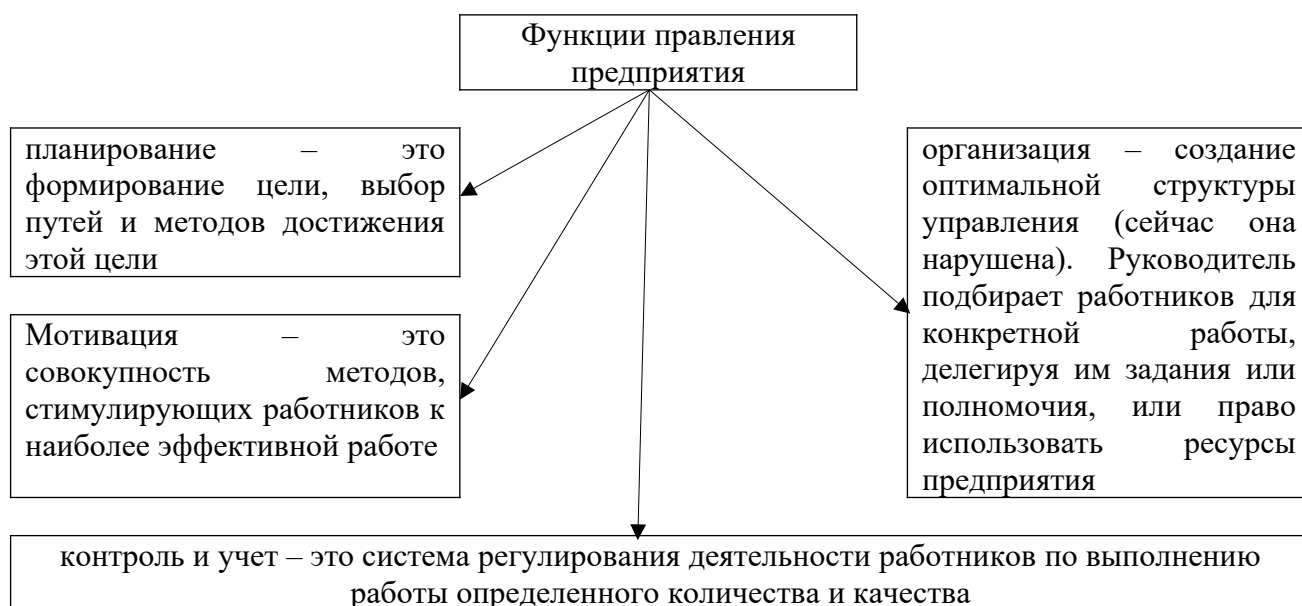 Функции правления
предприятия
планирование – это
формирование цели, выбор
путей и методов достижения
этой цели
Мотивация – это
совокупность методов,
стимулирующих работников к
наиболее эффективной работе
организация – создание
оптимальной структуры
управления (сейчас она
нарушена). Руководитель
подбирает работников для
конкретной работы,
делегируя им задания или
полномочия, или право
использовать ресурсы
предприятия
контроль и учет – это система регулирования деятельности работников по выполнению
работы определенного количества и качества